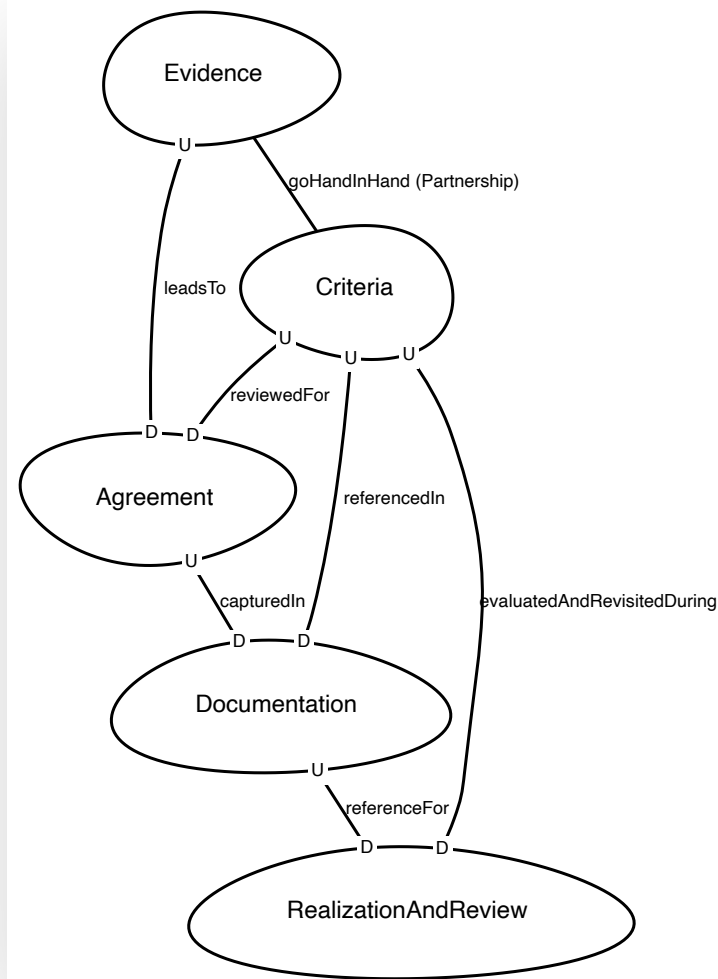 Evidence
U
goHandInHand (Partnership)
leadsTo
Criteria
U
U
U
reviewedFor
D
D
Agreement
referencedIn
U
capturedIn
evaluatedAndRevisitedDuring
D
D
Documentation
U
referenceFor
D
D
RealizationAndReview